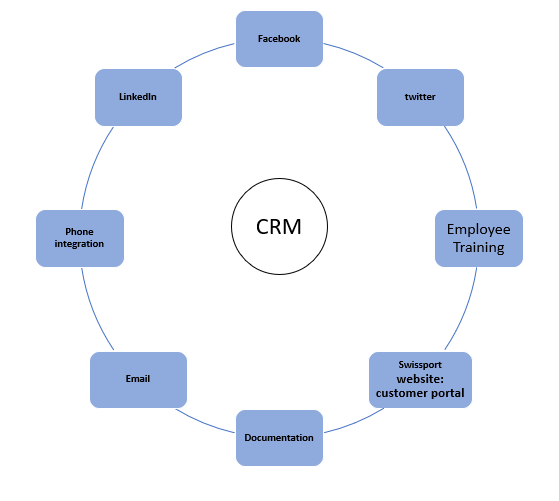 Facebook
LinkedIn
twitter
Phone
integration
CRM
Employee
Training
Email
Swissport
website:
customer portal
Documentation